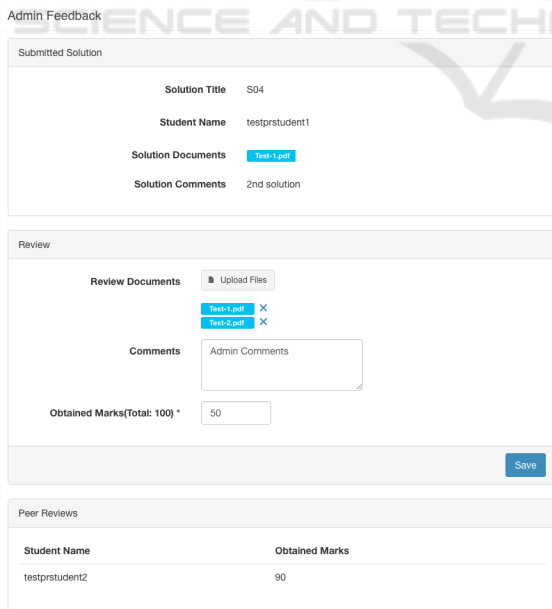 SCIENCE AND TECH
Admin Feedback
Submitted Solution
Solution Title S04
Student Name testprstudent1
Solution Documents Test-1.pdf
Solution Comments 2nd solution
Review
Review Documents Upload Files
Test-1.pdf
Test-2.pdf
Comments Admin Comments
Obtained Marks(Total: 100) * 50
Save
Peer Reviews
Student Name Obtained Marks
testprstudent2 90